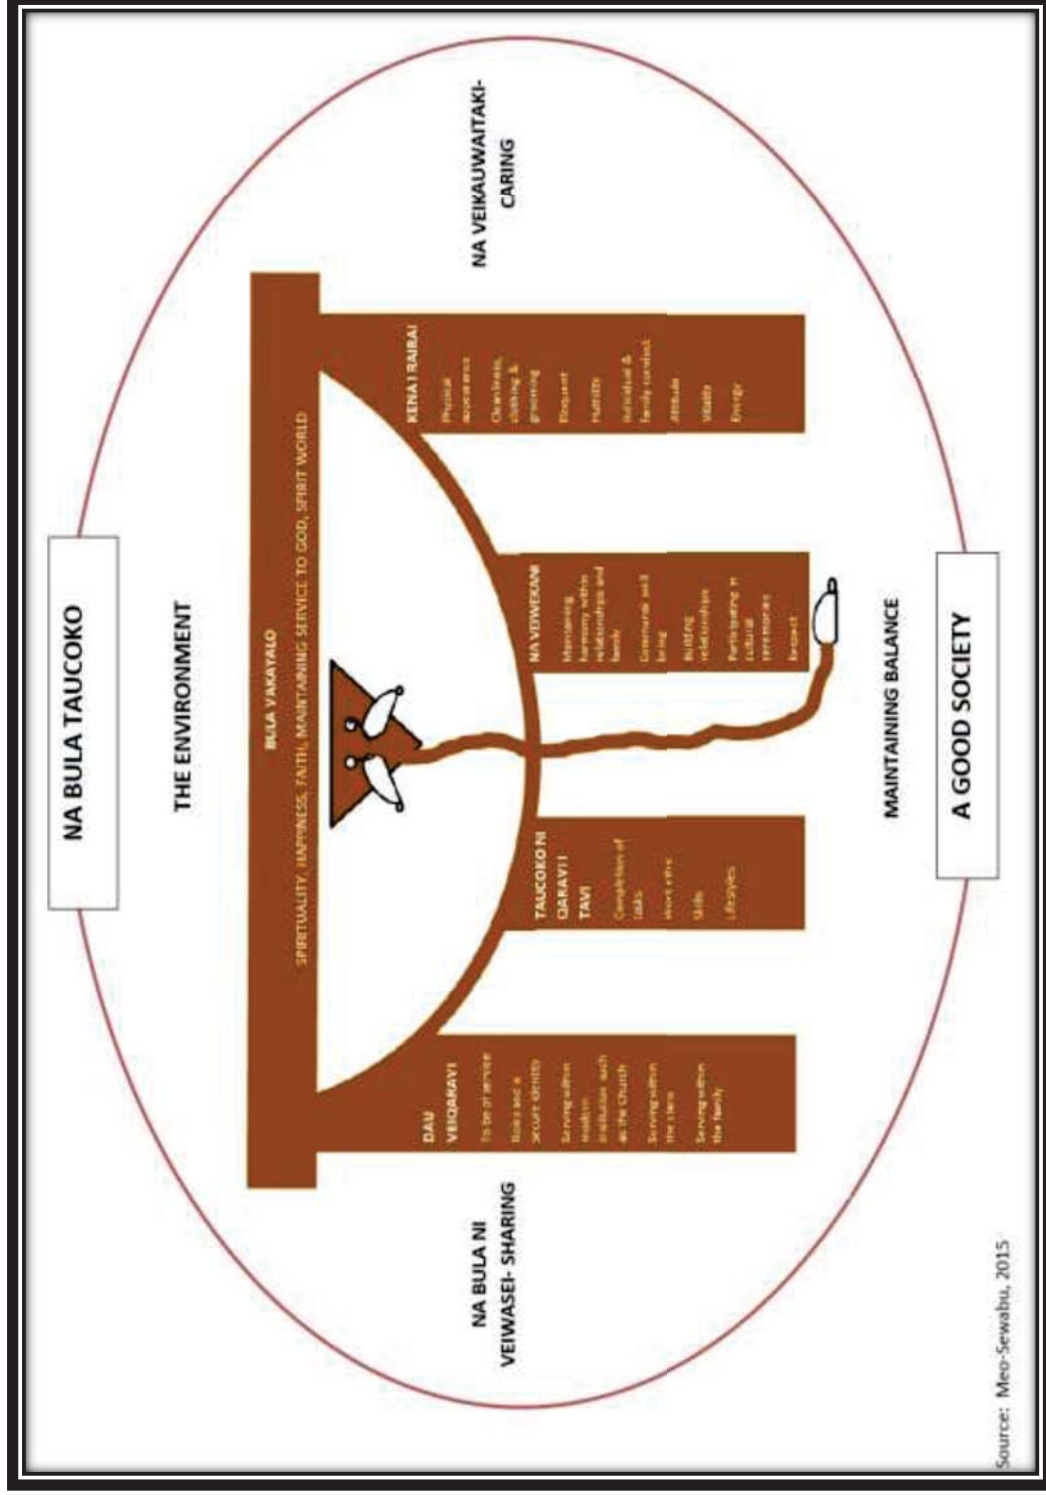 NA BULA TAUCOKO
THE ENVIRONMENT
BULA VAKAYALO
SPIRITUALITY, HAPPINESS, FAITH, MAINTAINING SERVICE TO GOD, SPIRIT WORLD
NA BULA NI
VEIWASEI- SHARING
DAU
VEIQARAVI
To be of service
and a
secure identity
Serving within
modern
such
as the Church
Serving within
the clans
Serving within
the family
TAUCOKO NI
QARAVI I
TAVI
Completion of
tasks
ethic
Skills
Lifestyles
NA VEIWEKANI
Maintaining
harmony within
relationships and
family
Communal well
being
Building
relationships
Participating in
cultural
ceremonies
Respect
KENA I RAIRAI
Physical
appearance
Cleanliness,
clothing &
grooming
Eloquent
Humility
Individual &
family conduct
Attitude
Vitality
Energy
NA VEIKAUWAITAKI-
CARING
MAINTAINING BALANCE
A GOOD SOCIETY
Source: Meo-Sewabu, 2015